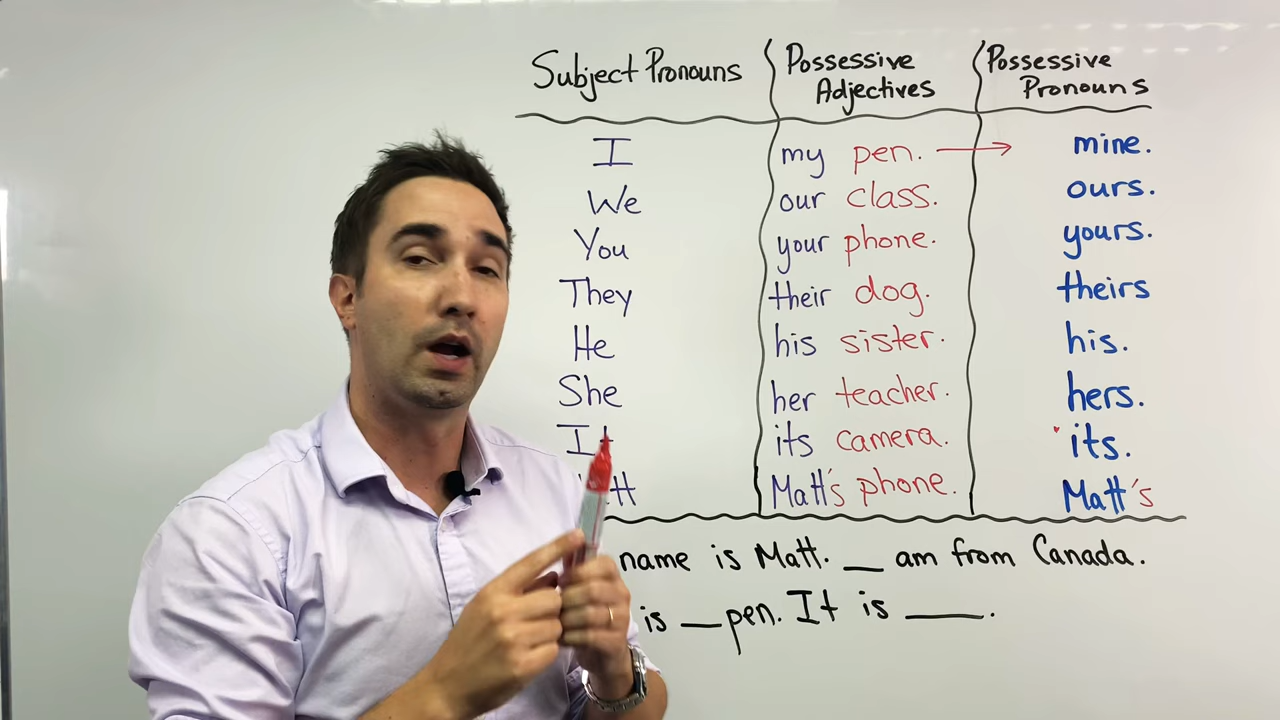 Subject Pronouns Possessive Adjectives Possessive Pronouns
I my pen. → mine.
We our class. ours.
You your phone. yours.
They their dog. theirs
He his sister. his.
She her teacher. hers.
It its camera. its.
Matt's phone. Matt's
name is Matt. __ am from Canada.
is __ pen. It is ____.